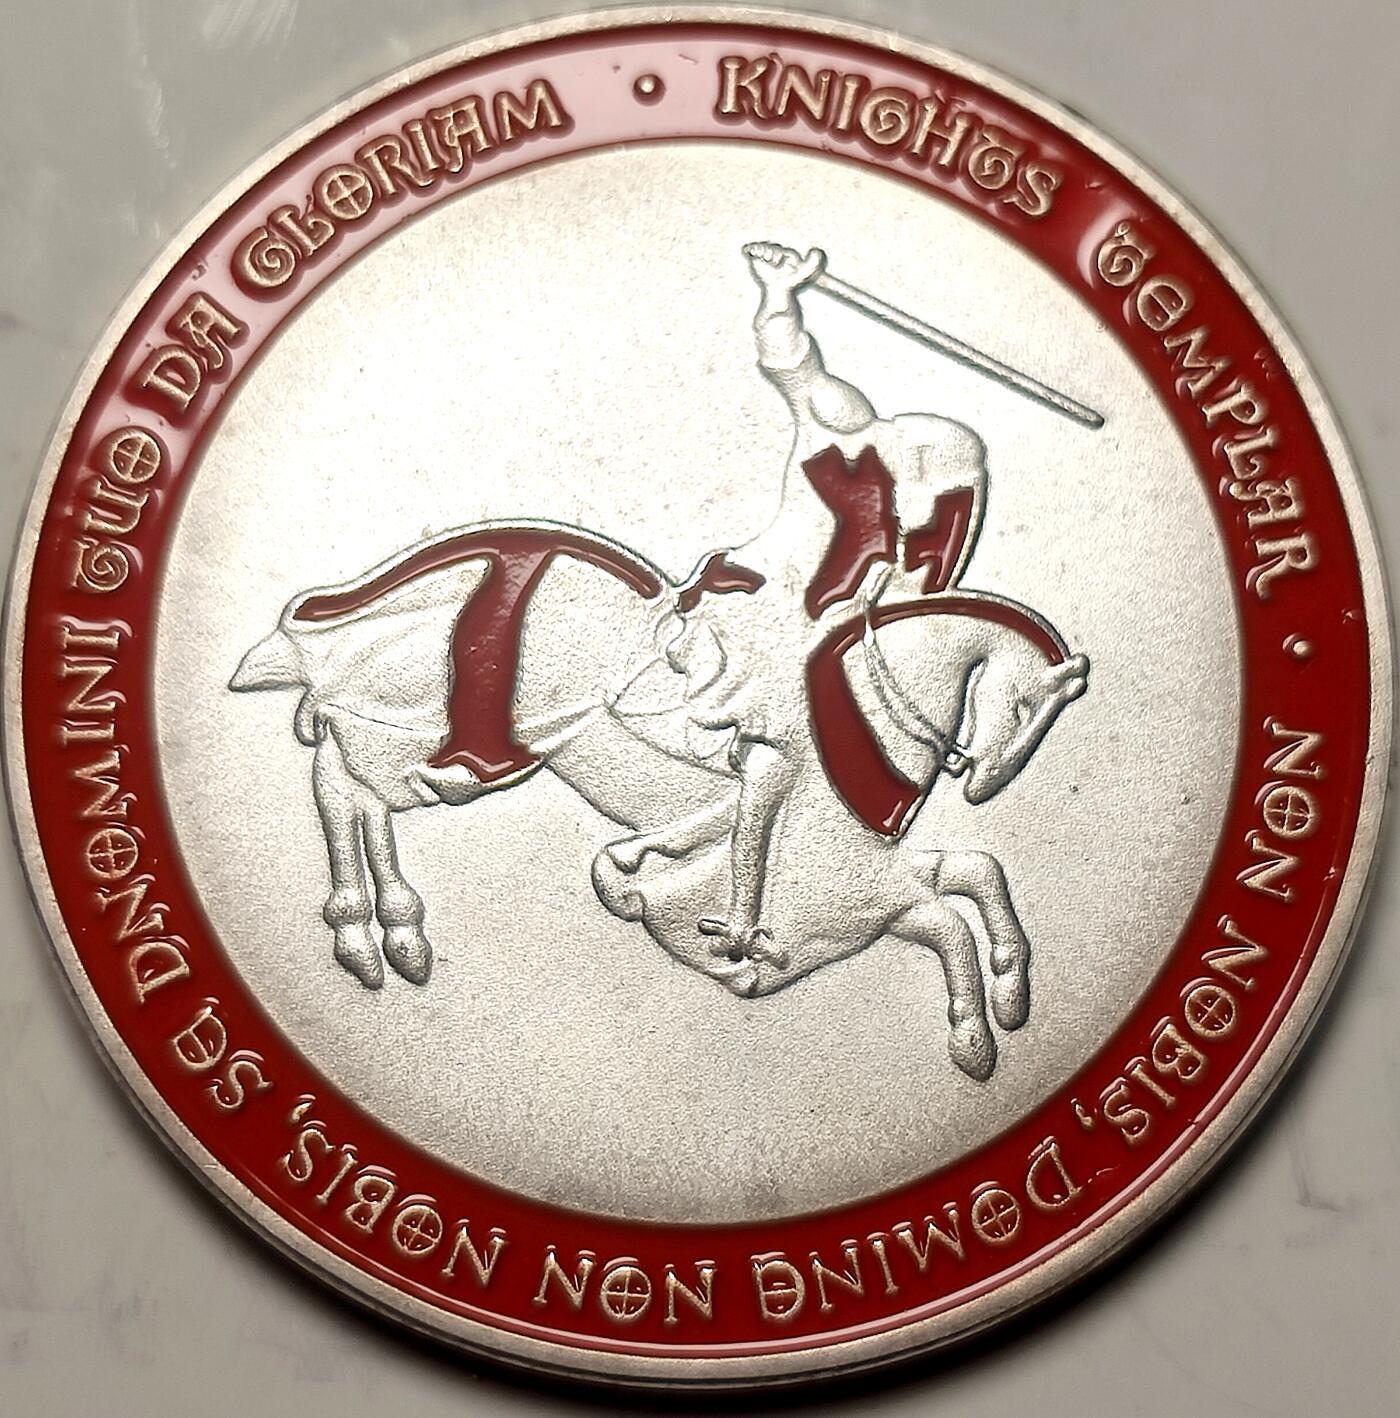 KNIGHTS TEMPLAR • NON NOBIS, DOMINE NON NOBIS, SE DNOMINI TUO DA GLORIAM •